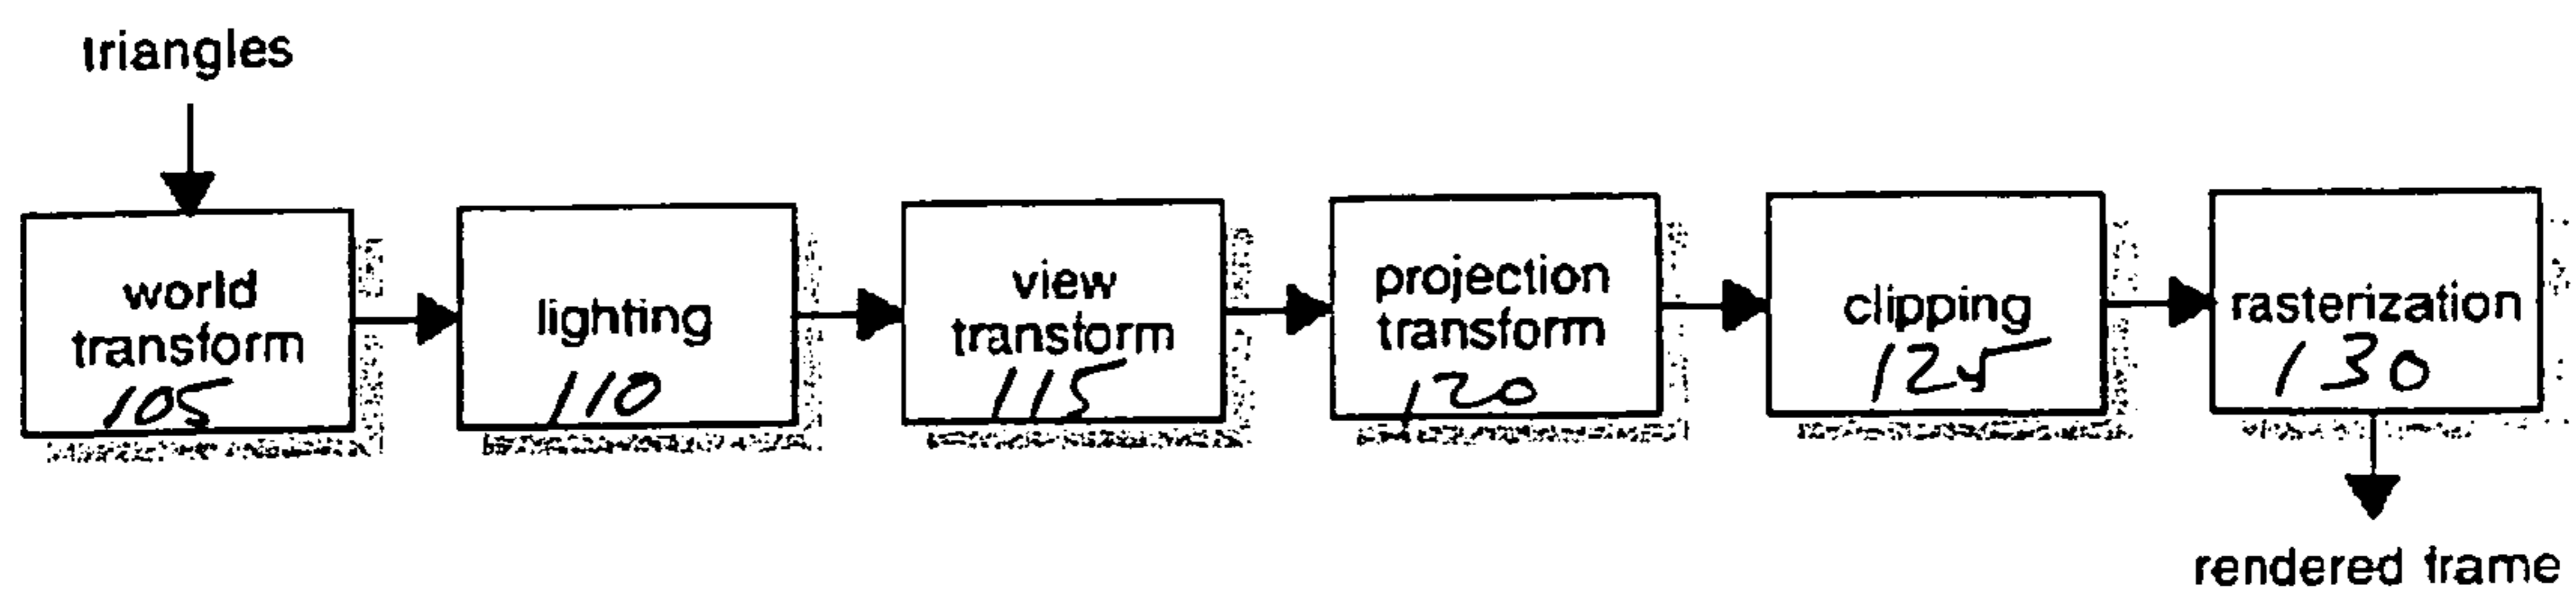 triangles
world
transform
105
lighting
110
view
transform
115
projection
transform
120
clipping
125
rasterization
130
rendered frame